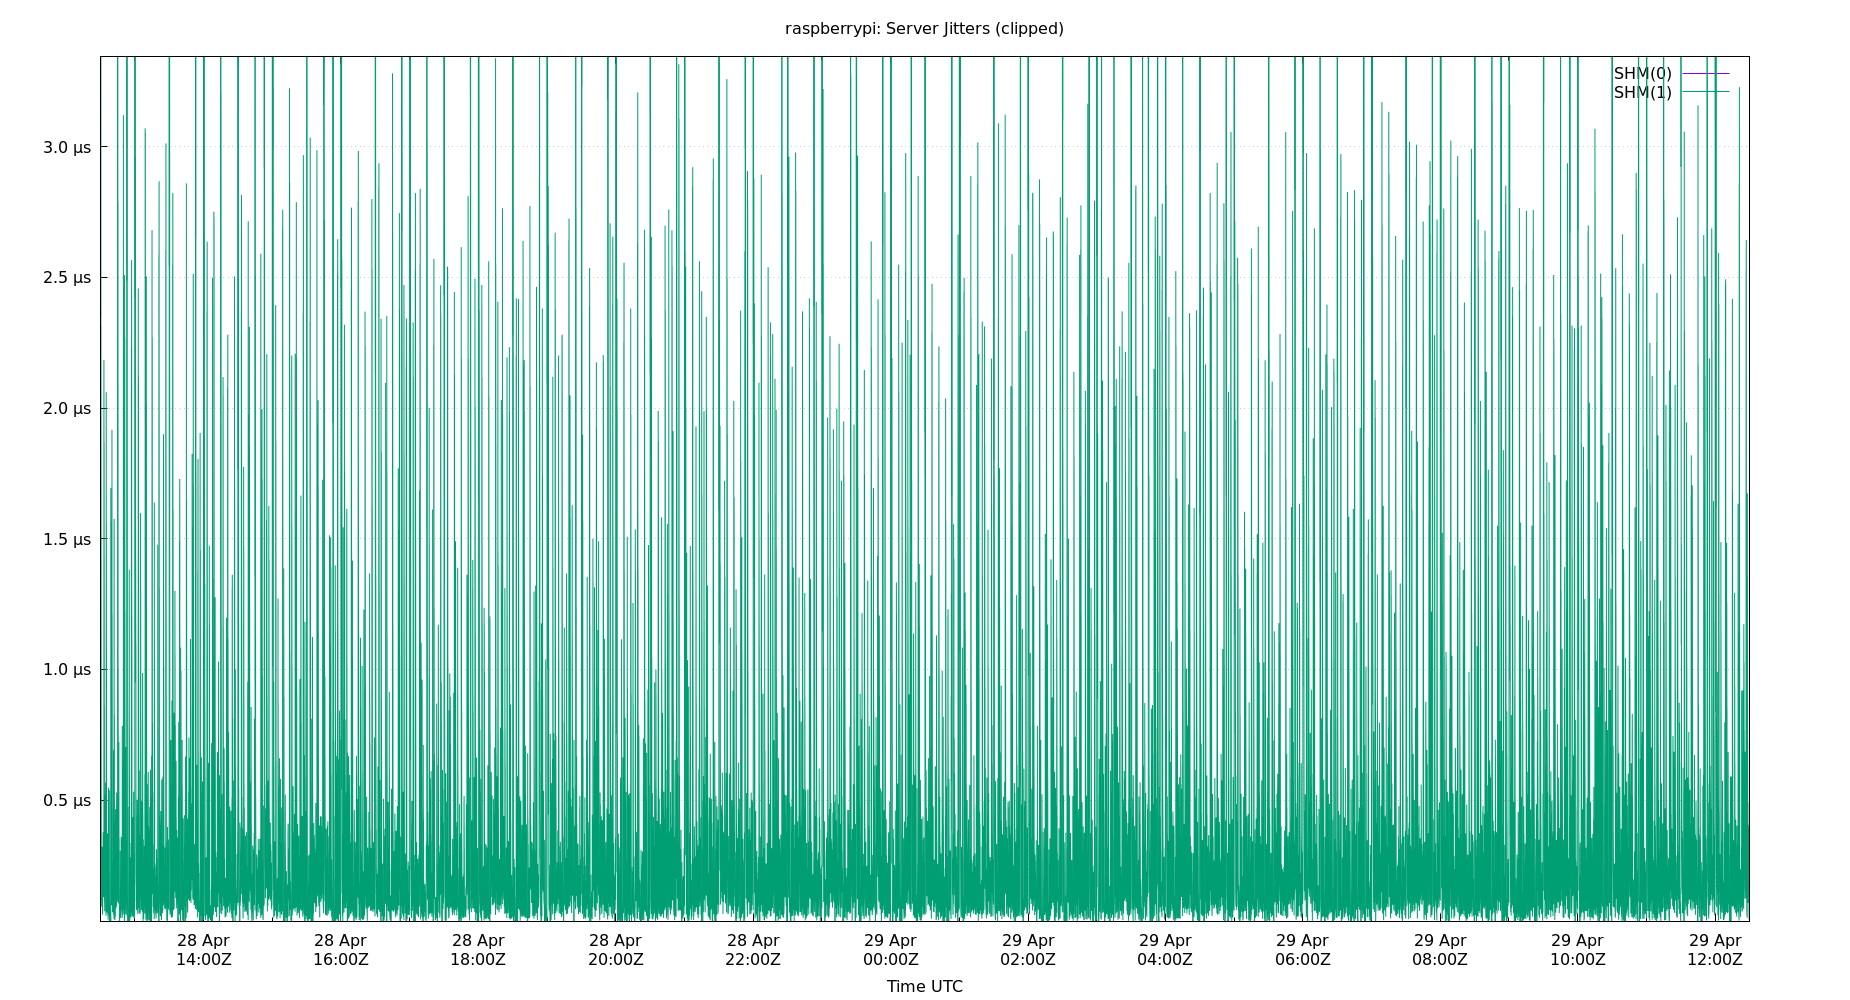 raspberrypi: Server Jitters (clipped)
SHM(0)
SHM(1)
3.0 µs
2.5 µs
2.0 µs
1.5 µs
1.0 µs
0.5 µs
28 Apr 28 Apr 28 Apr 28 Apr 28 Apr 29 Apr 29 Apr 29 Apr 29 Apr 29 Apr 29 Apr 29 Apr
14:00Z 16:00Z 18:00Z 20:00Z 22:00Z 00:00Z 02:00Z 04:00Z 06:00Z 08:00Z 10:00Z 12:00Z
Time UTC